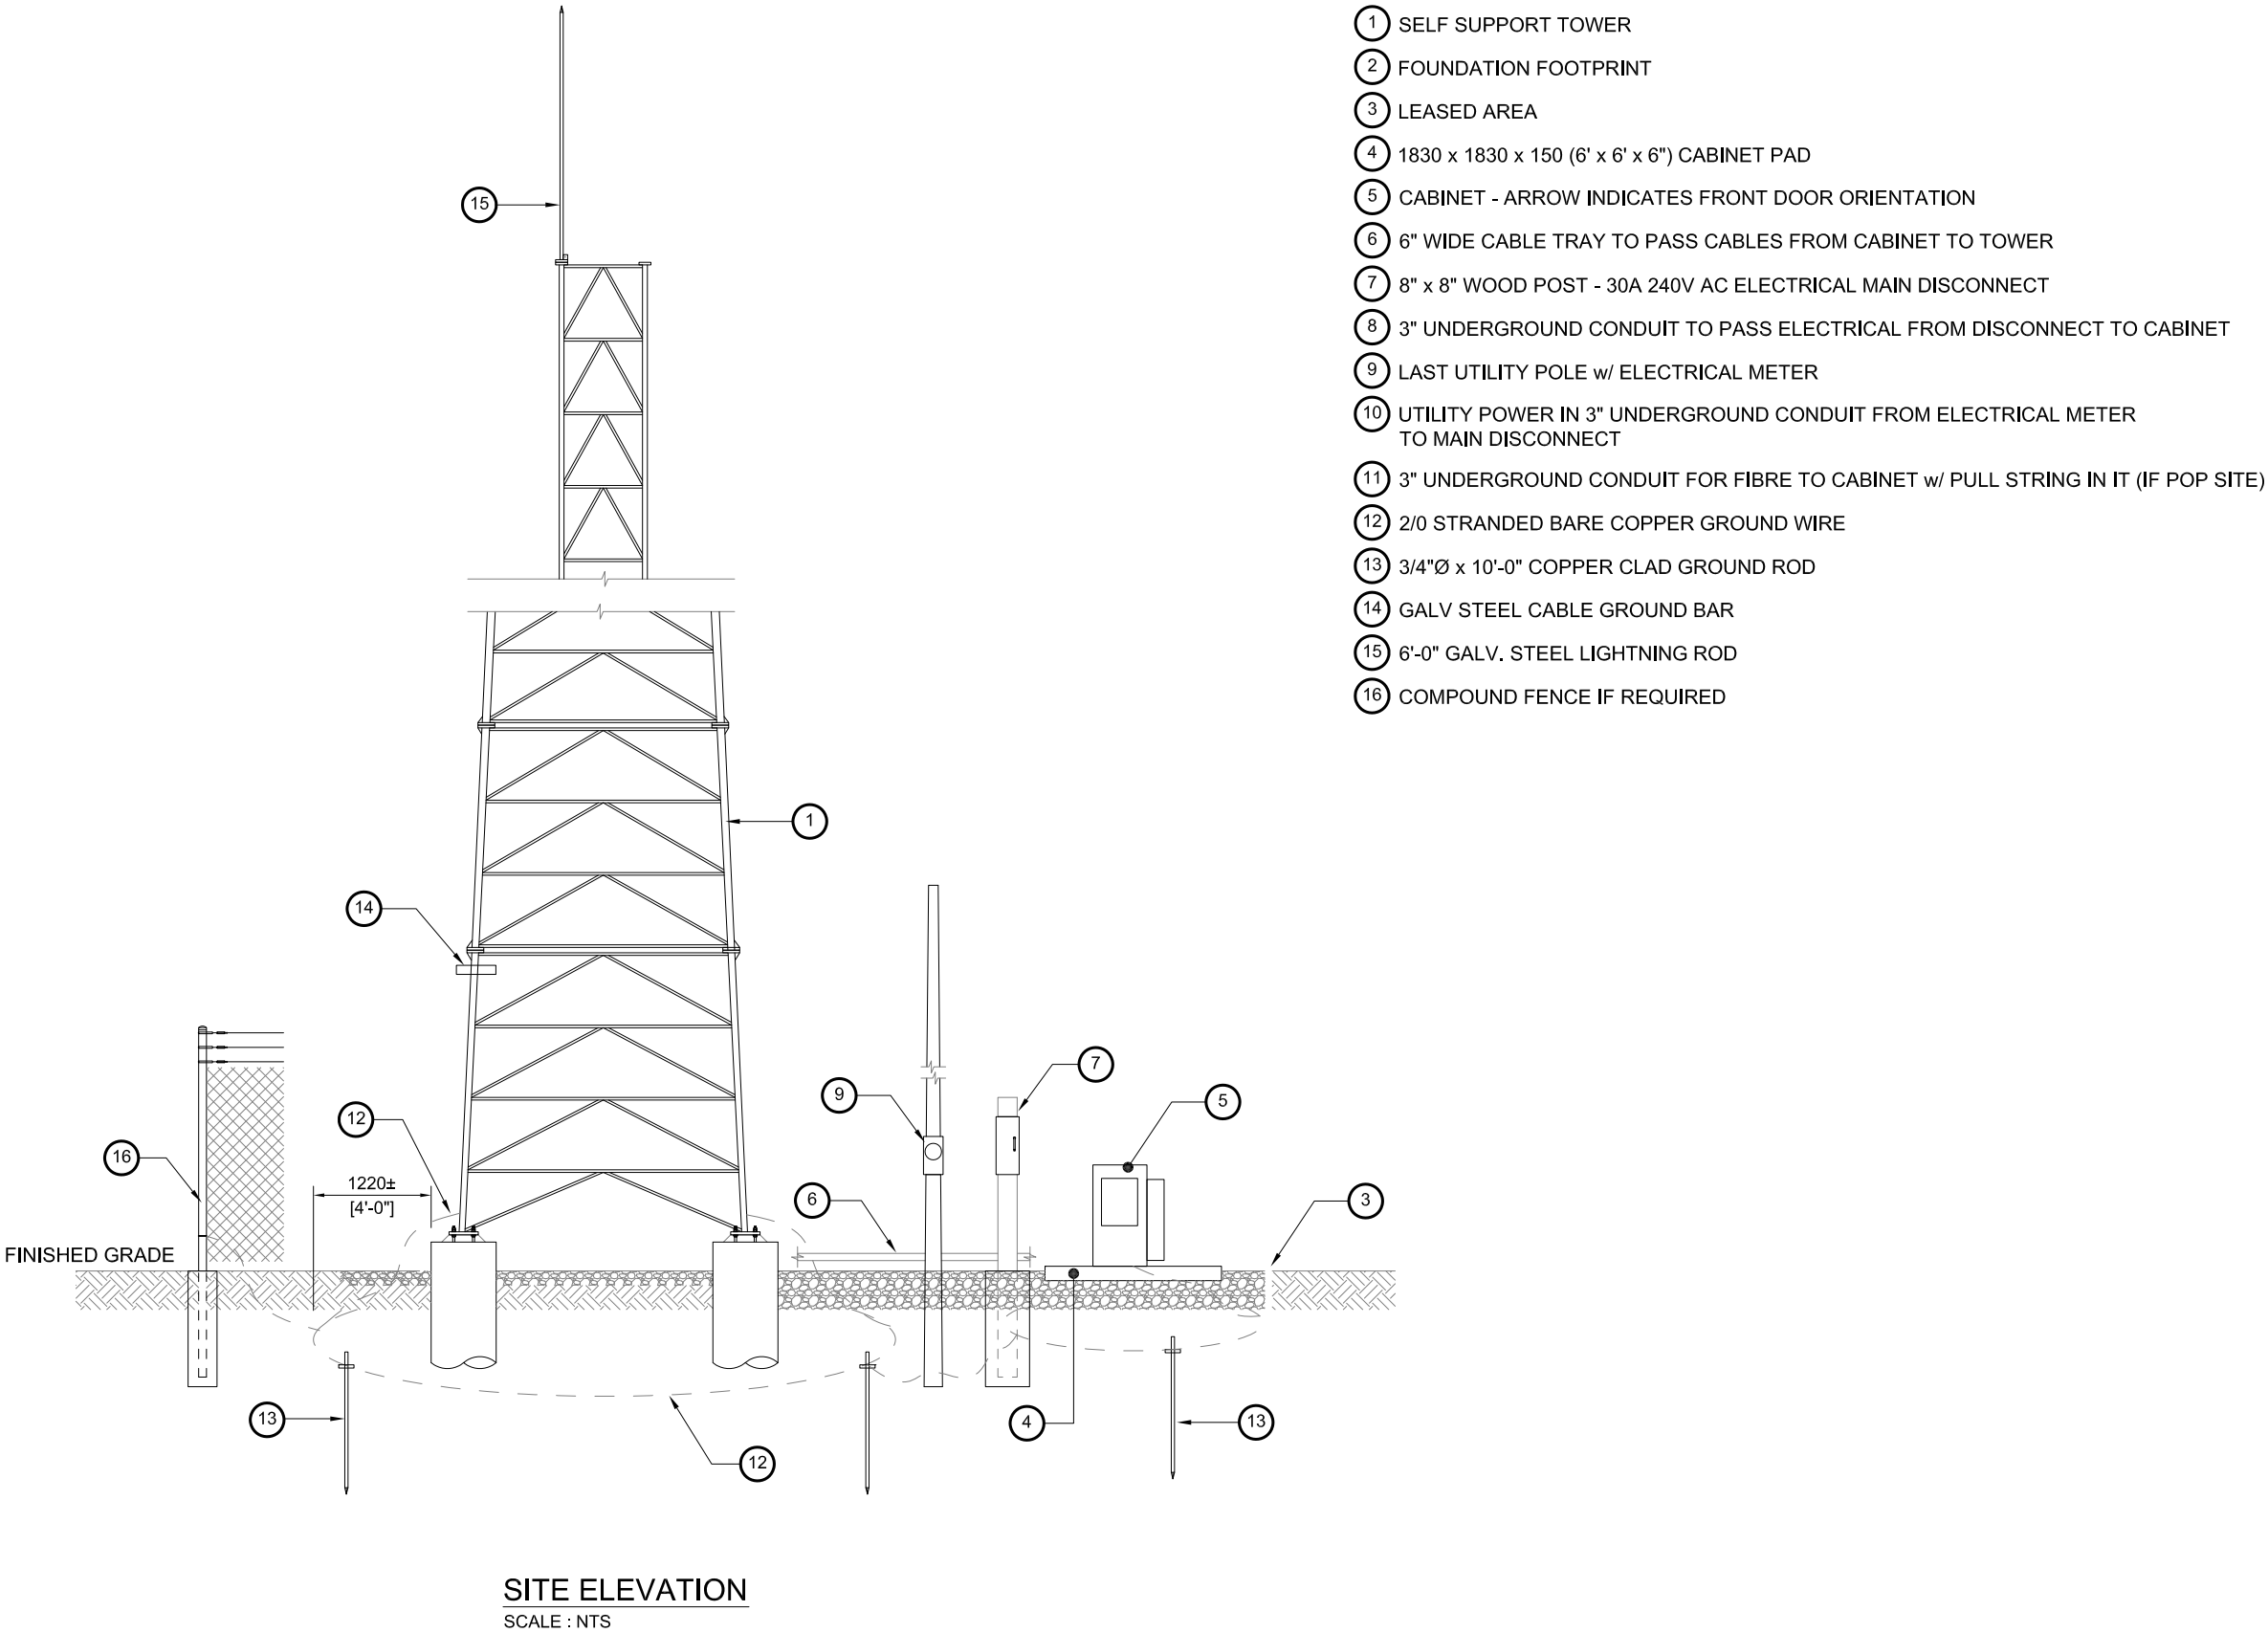 1 SELF SUPPORT TOWER
2 FOUNDATION FOOTPRINT
3 LEASED AREA
4 1830 x 1830 x 150 (6' x 6' x 6") CABINET PAD
5 CABINET - ARROW INDICATES FRONT DOOR ORIENTATION
6 6" WIDE CABLE TRAY TO PASS CABLES FROM CABINET TO TOWER
7 8" x 8" WOOD POST - 30A 240V AC ELECTRICAL MAIN DISCONNECT
8 3" UNDERGROUND CONDUIT TO PASS ELECTRICAL FROM DISCONNECT TO CABINET
9 LAST UTILITY POLE w/ ELECTRICAL METER
10 UTILITY POWER IN 3" UNDERGROUND CONDUIT FROM ELECTRICAL METER
TO MAIN DISCONNECT
11 3" UNDERGROUND CONDUIT FOR FIBRE TO CABINET w/ PULL STRING IN IT (IF POP SITE)
12 2/0 STRANDED BARE COPPER GROUND WIRE
13 3/4"Ø x 10'-0" COPPER CLAD GROUND ROD
14 GALV STEEL CABLE GROUND BAR
15 6'-0" GALV. STEEL LIGHTNING ROD
16 COMPOUND FENCE IF REQUIRED
15
1
14
7
9
5
12
16
1220±
[4'-0"]
6
3
FINISHED GRADE
13
4
13
12
SITE ELEVATION
SCALE : NTS